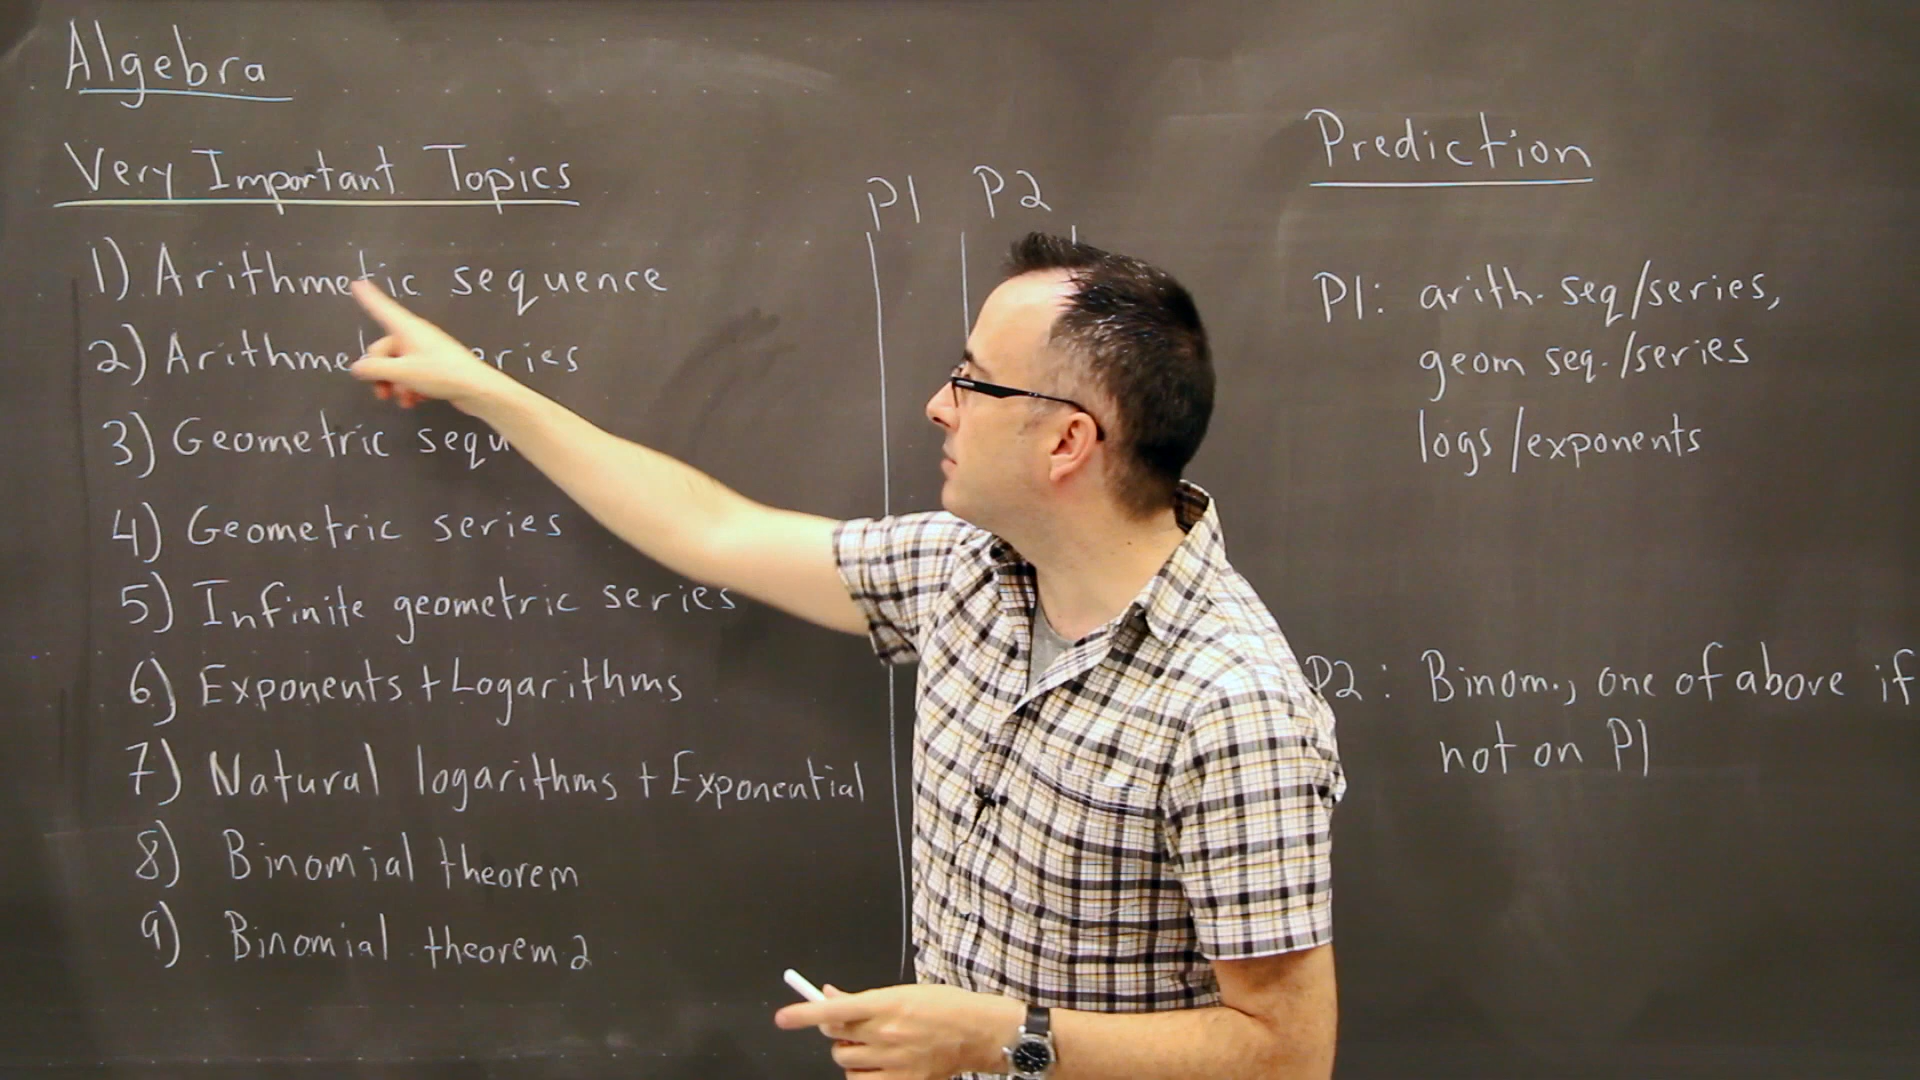 Algebra
Very Important Topics
P1 P2
1) Arithmetic sequence
2) Arithme eries
3) Geometric sequ
4) Geometric series
5) Infinite geometric series
6) Exponents + Logarithms
7) Natural logarithms + Exponential
8) Binomial theorem
9) Binomial theorem 2
Prediction
P1: arith. seq/series,
geom seq./series
logs/exponents
P2: Binom., one of above if
not on P1